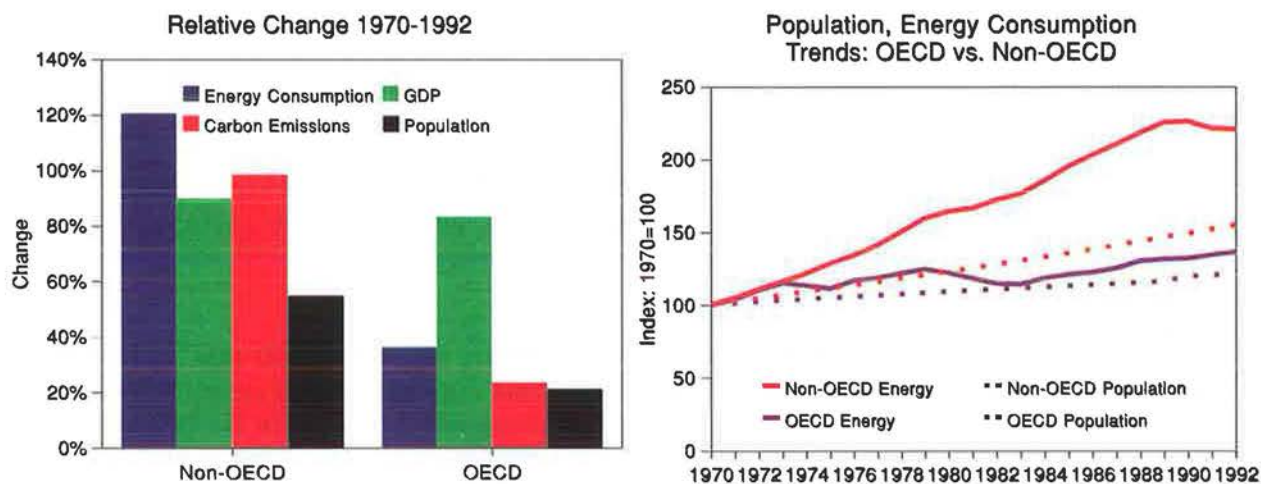 Relative Change 1970-1992
140%
120%
100%
80%
60%
40%
20%
0%
Change
Energy Consumption GDP
Carbon Emissions Population
Non-OECD OECD
Population, Energy Consumption
Trends: OECD vs. Non-OECD
250
200
150
100
50
0
Index: 1970=100
Non-OECD Energy Non-OECD Population
OECD Energy OECD Population
1970 1972 1974 1976 1978 1980 1982 1984 1986 1988 1990 1992